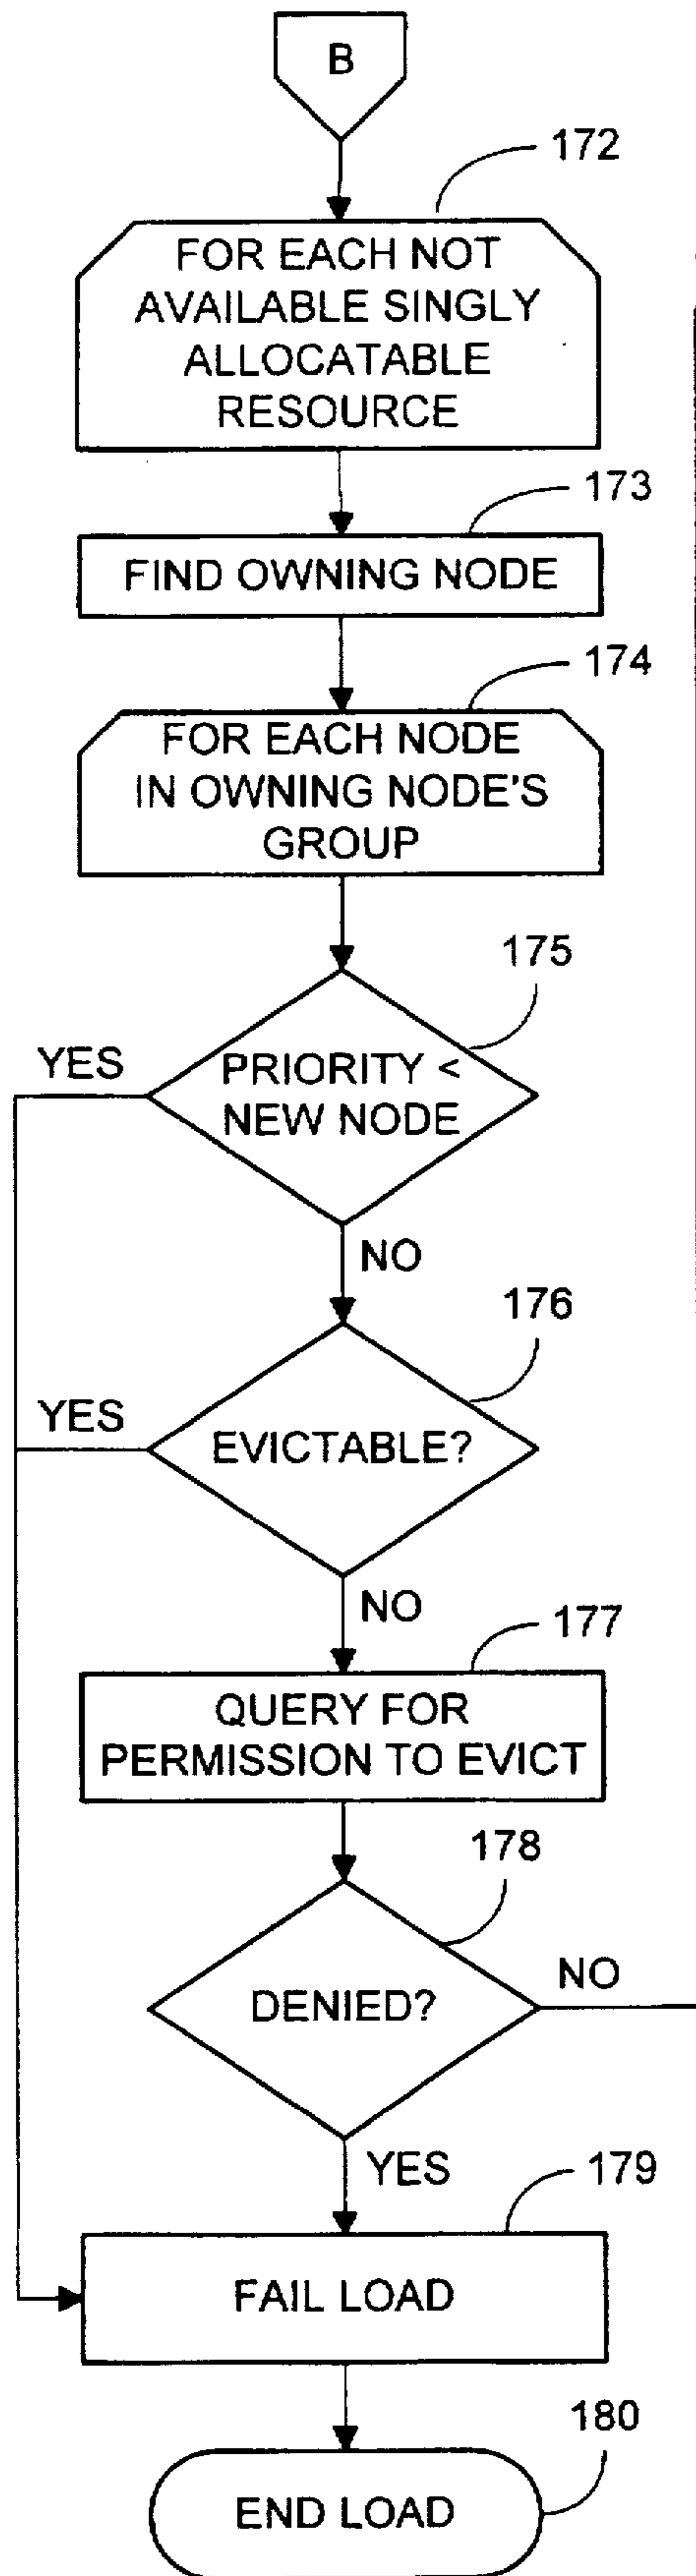 B
172
FOR EACH NOT
AVAILABLE SINGLY
ALLOCATABLE
RESOURCE
173
FIND OWNING NODE
174
FOR EACH NODE
IN OWNING NODE'S
GROUP
175
YES
PRIORITY <
NEW NODE
NO
176
YES
EVICTABLE?
NO
177
QUERY FOR
PERMISSION TO EVICT
178
NO
DENIED?
YES
179
FAIL LOAD
180
END LOAD